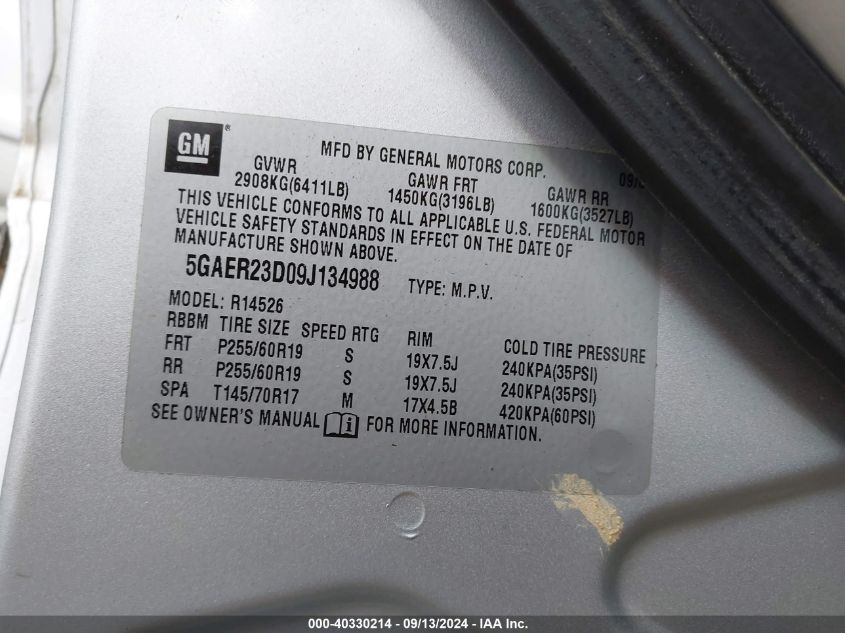 GM®
MFD BY GENERAL MOTORS CORP.
GVWR GAWR FRT GAWR RR
2908KG(6411LB) 1450KG(3196LB) 1600KG(3527LB)
THIS VEHICLE CONFORMS TO ALL APPLICABLE U.S. FEDERAL MOTOR
VEHICLE SAFETY STANDARDS IN EFFECT ON THE DATE OF
MANUFACTURE SHOWN ABOVE.
5GAER23D09J134988 TYPE: M.P.V.
MODEL: R14526
RBBM TIRE SIZE SPEED RTG RIM COLD TIRE PRESSURE
FRT P255/60R19 S 19X7.5J 240KPA(35PSI)
RR P255/60R19 S 19X7.5J 240KPA(35PSI)
SPA T145/70R17 M 17X4.5B 420KPA(60PSI)
SEE OWNER'S MANUAL i FOR MORE INFORMATION.
000-40330214 - 09/13/2024 - IAA Inc.